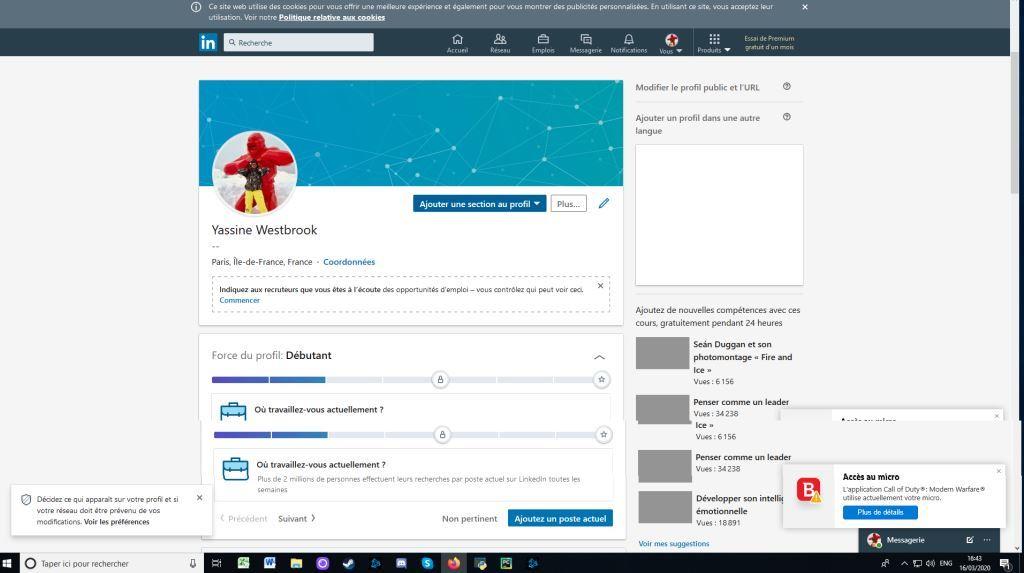 Ce site web utilise des cookies pour vous offrir une meilleure expérience et également pour vous montrer des publicités personnalisées. En utilisant ce site, vous acceptez leur
utilisation. Voir notre Politique relative aux cookies
in
Recherche
Accueil
Réseau
Emplois
Messagerie
Notifications
Vous
Produits
Essai de Premium
gratuit d'un mois
Ajouter une section au profil
Plus...
Yassine Westbrook
--
Paris, Île-de-France, France · Coordonnées
Indiquez aux recruteurs que vous êtes à l'écoute des opportunités d'emploi – vous contrôlez qui peut voir ceci.
Commencer
Force du profil: Débutant
Où travaillez-vous actuellement ?
Où travaillez-vous actuellement ?
Plus de 2 millions de personnes effectuent leurs recherches par poste actuel sur LinkedIn toutes les
semaines
Précédent
Suivant
Non pertinent
Ajoutez un poste actuel
Modifier le profil public et l'URL
Ajouter un profil dans une autre
langue
Ajoutez de nouvelles compétences avec ces
cours, gratuitement pendant 24 heures
Seán Duggan et son
photomontage « Fire and
Ice »
Vues : 6 156
Penser comme un leader
Vues : 34 238
Ice »
Vues : 6 156
Penser comme un leader
Vues : 34 238
Développer son
émotionnelle
Vues : 18 891
Voir mes suggestions
Décidez ce qui apparaît sur votre profil et si
votre réseau doit être prévenu de vos
modifications. Voir les préférences
Accès au micro
L'application Call of Duty®: Modern Warfare®
utilise actuellement votre micro.
Plus de détails
Messagerie
Taper ici pour rechercher
ENG
16:43
16/03/2020